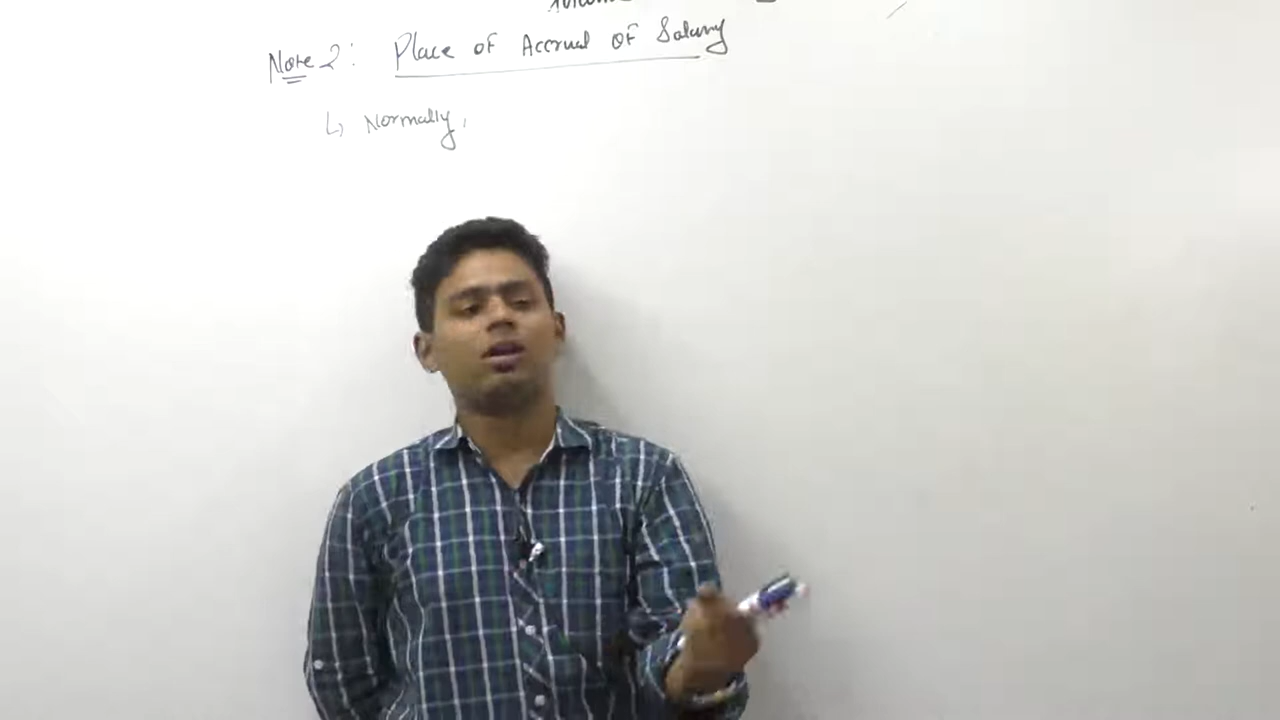 Note 2: Place of Accrual of Salary
↳ Normally,